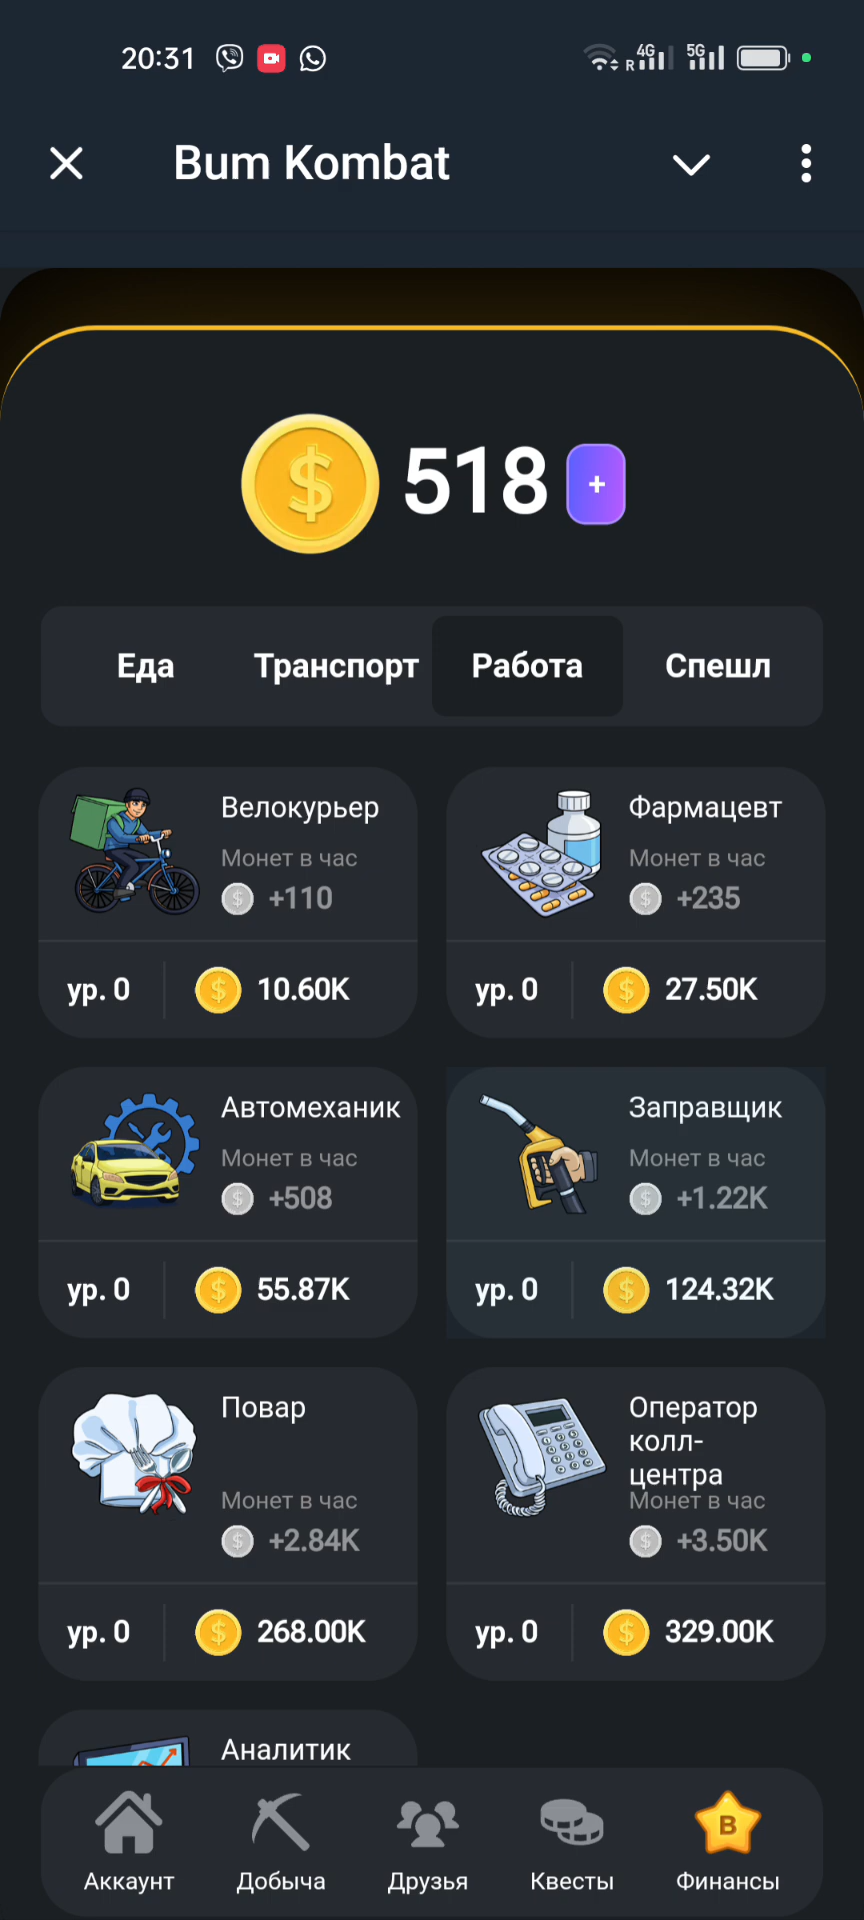 20:31
R 4G 5G
Bum Kombat
518 +
Еда Транспорт Работа Спешл
Велокурьер
Монет в час
+110
ур. 0 10.60K
Фармацевт
Монет в час
+235
ур. 0 27.50K
Автомеханик
Монет в час
+508
ур. 0 55.87K
Заправщик
Монет в час
+1.22K
ур. 0 124.32K
Повар
Монет в час
+2.84K
ур. 0 268.00K
Оператор
колл-
центра
Монет в час
+3.50K
ур. 0 329.00K
Аналитик
Аккаунт Добыча Друзья Квесты Финансы